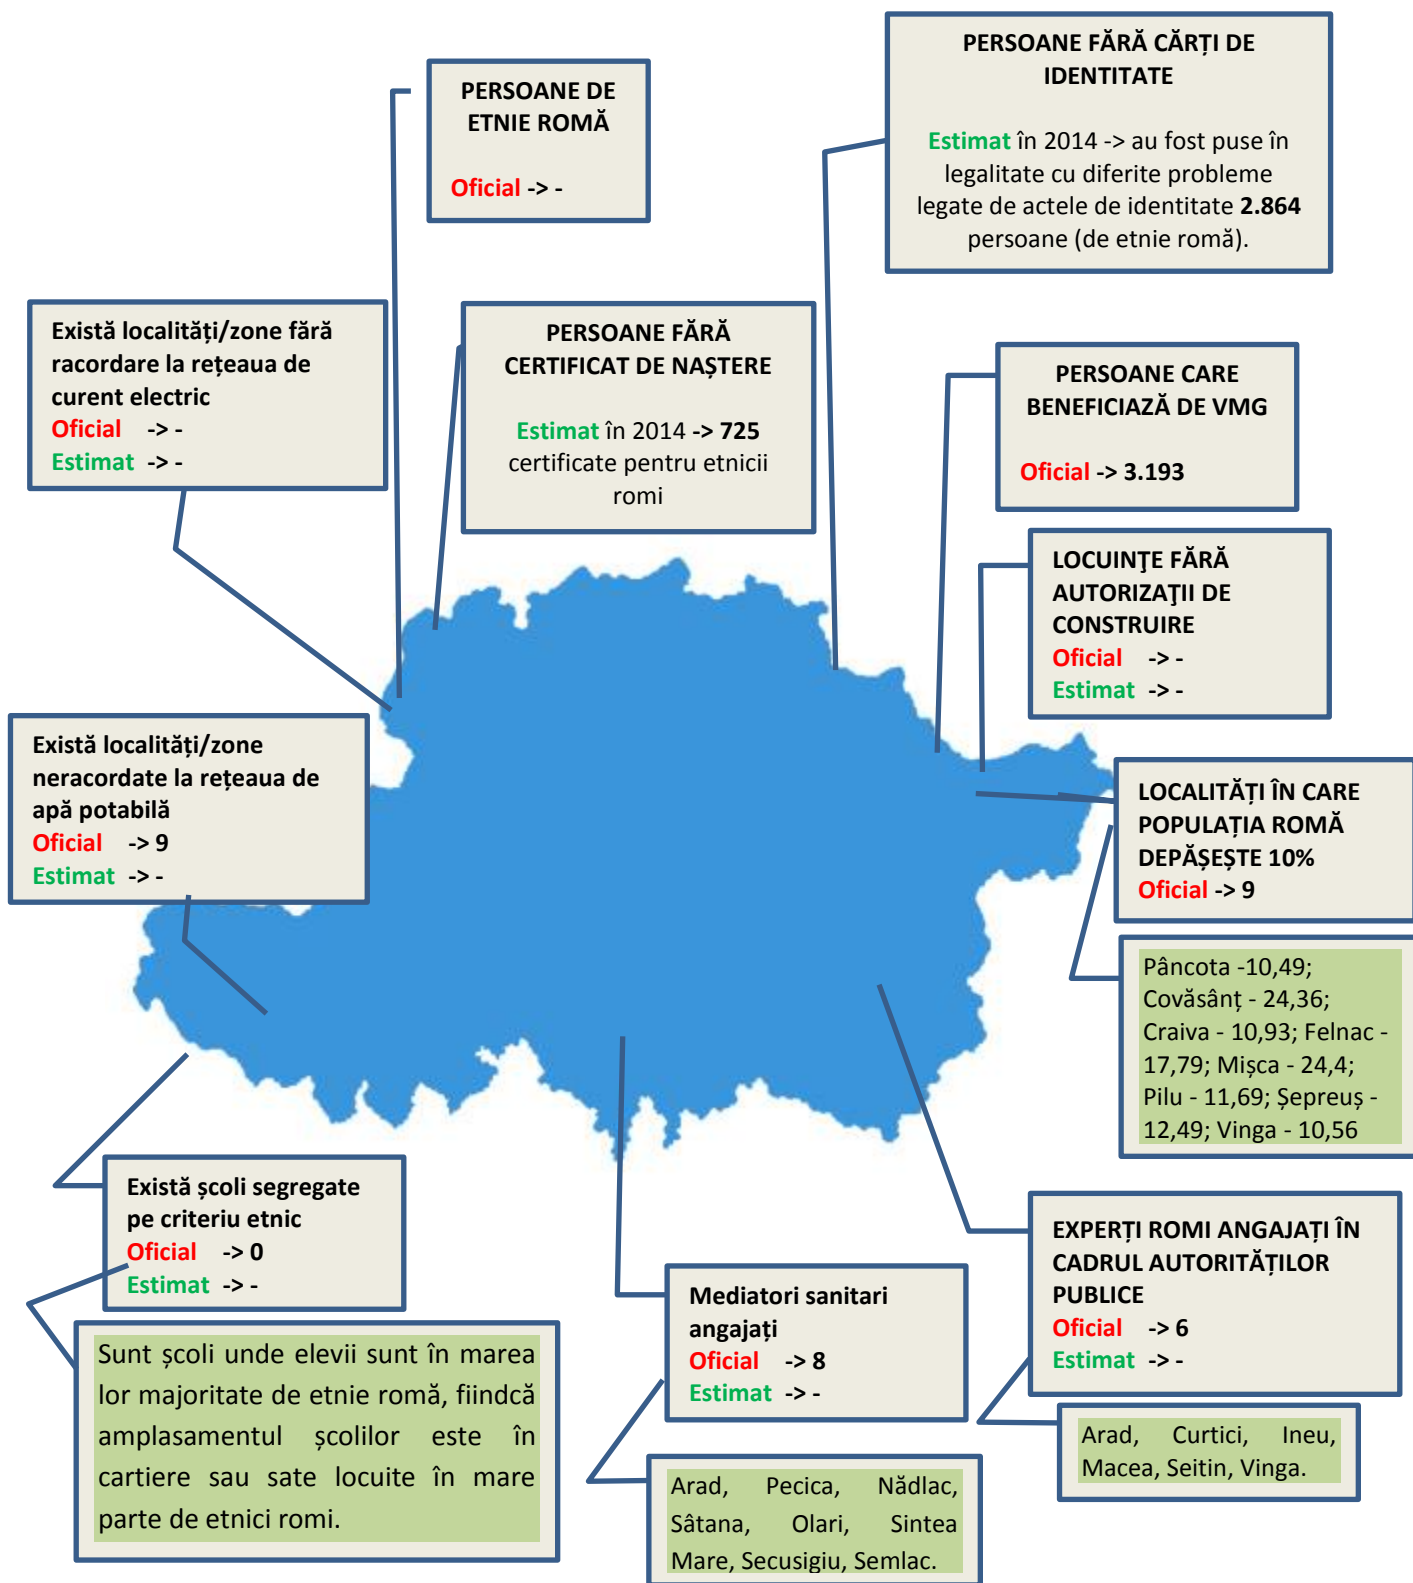 PERSOANE DE
ETNIE ROMĂ
Oficial -> -
PERSOANE FĂRĂ CĂRȚI DE
IDENTITATE
Estimat în 2014 -> au fost puse în
legalitate cu diferite probleme
legate de actele de identitate 2.864
persoane (de etnie romă).
Există localități/zone fără
racordare la rețeaua de
curent electric
Oficial -> -
Estimat -> -
PERSOANE FĂRĂ
CERTIFICAT DE NAȘTERE
Estimat în 2014 -> 725
certificate pentru etnicii
romi
PERSOANE CARE
BENEFICIAZĂ DE VMG
Oficial -> 3.193
LOCUINŢE FĂRĂ
AUTORIZAŢII DE
CONSTRUIRE
Oficial -> -
Estimat -> -
Există localități/zone
neracordate la rețeaua de
apă potabilă
Oficial -> 9
Estimat -> -
LOCALITĂȚI ÎN CARE
POPULAȚIA ROMĂ
DEPĂȘEȘTE 10%
Oficial -> 9
Pâncota -10,49;
Covăsânț - 24,36;
Craiva - 10,93; Felnac -
17,79; Mișca - 24,4;
Pilu - 11,69; Șepreuș -
12,49; Vinga - 10,56
Există școli segregate
pe criteriu etnic
Oficial -> 0
Estimat -> -
Sunt școli unde elevii sunt în marea
lor majoritate de etnie romă, fiindcă
amplasamentul școlilor este în
cartiere sau sate locuite în mare
parte de etnici romi.
Mediatori sanitari
angajați
Oficial -> 8
Estimat -> -
Arad, Pecica, Nădlac,
Sâtana, Olari, Sintea
Mare, Secusigiu, Semlac.
EXPERȚI ROMI ANGAJAȚI ÎN
CADRUL AUTORITĂȚILOR
PUBLICE
Oficial -> 6
Estimat -> -
Arad, Curtici, Ineu,
Macea, Seitin, Vinga.